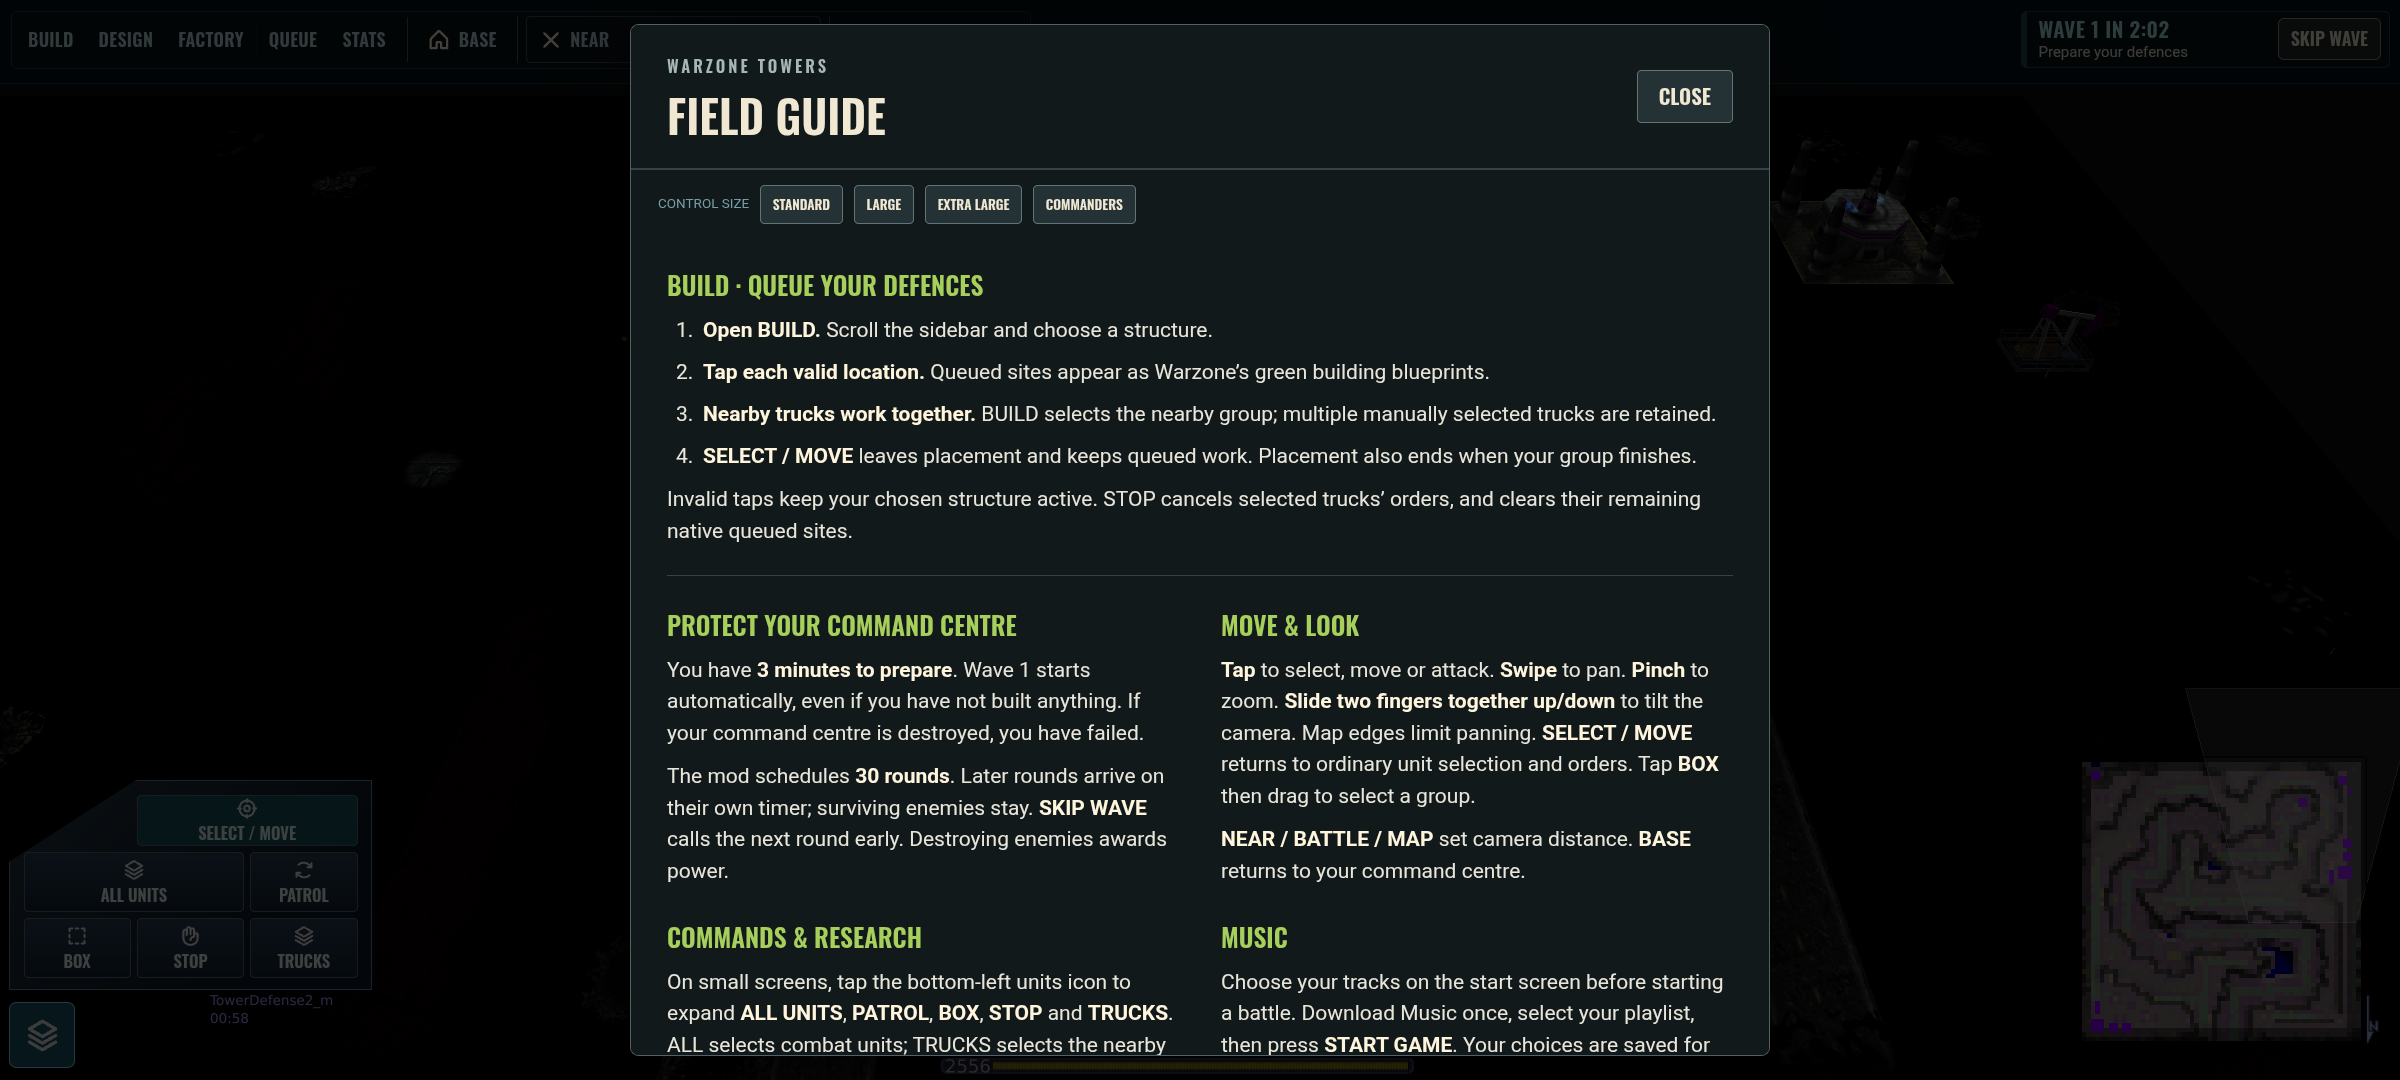 BUILD DESIGN FACTORY QUEUE STATS BASE NEAR
WAVE 1 IN 2:02
Prepare your defences
SKIP WAVE
WARZONE TOWERS
FIELD GUIDE
CLOSE
CONTROL SIZE STANDARD LARGE EXTRA LARGE COMMANDERS
BUILD · QUEUE YOUR DEFENCES
1. Open BUILD. Scroll the sidebar and choose a structure.
2. Tap each valid location. Queued sites appear as Warzone’s green building blueprints.
3. Nearby trucks work together. BUILD selects the nearby group; multiple manually selected trucks are retained.
4. SELECT / MOVE leaves placement and keeps queued work. Placement also ends when your group finishes.
Invalid taps keep your chosen structure active. STOP cancels selected trucks’ orders, and clears their remaining
native queued sites.
PROTECT YOUR COMMAND CENTRE
You have 3 minutes to prepare. Wave 1 starts
automatically, even if you have not built anything. If
your command centre is destroyed, you have failed.
The mod schedules 30 rounds. Later rounds arrive on
their own timer; surviving enemies stay. SKIP WAVE
calls the next round early. Destroying enemies awards
power.
MOVE & LOOK
Tap to select, move or attack. Swipe to pan. Pinch to
zoom. Slide two fingers together up/down to tilt the
camera. Map edges limit panning. SELECT / MOVE
returns to ordinary unit selection and orders. Tap BOX
then drag to select a group.
NEAR / BATTLE / MAP set camera distance. BASE
returns to your command centre.
COMMANDS & RESEARCH
On small screens, tap the bottom-left units icon to
expand ALL UNITS, PATROL, BOX, STOP and TRUCKS.
ALL selects combat units; TRUCKS selects the nearby
MUSIC
Choose your tracks on the start screen before starting
a battle. Download Music once, select your playlist,
then press START GAME. Your choices are saved for
SELECT / MOVE
ALL UNITS PATROL
BOX STOP TRUCKS
TowerDefense2_m
00:58
2556
N